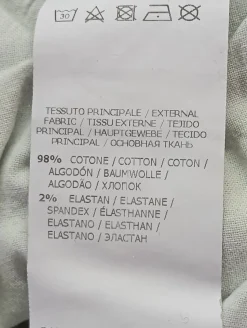 30
TESSUTO PRINCIPALE / EXTERNAL
FABRIC / TISSU EXTERNE / TEJIDO
PRINCIPAL / HAUPTGEWEBE / TECIDO
PRINCIPAL / ОСНОВНАЯ ТКАНЬ
98% COTONE / COTTON / COTON /
ALGODÓN / BAUMWOLLE /
ALGODÃO / ХЛОПОК
2% ELASTAN / ELASTANE /
SPANDEX / ÉLASTHANNE /
ELASTANO / ELASTHAN /
ELASTANO / ЭЛАСТАН